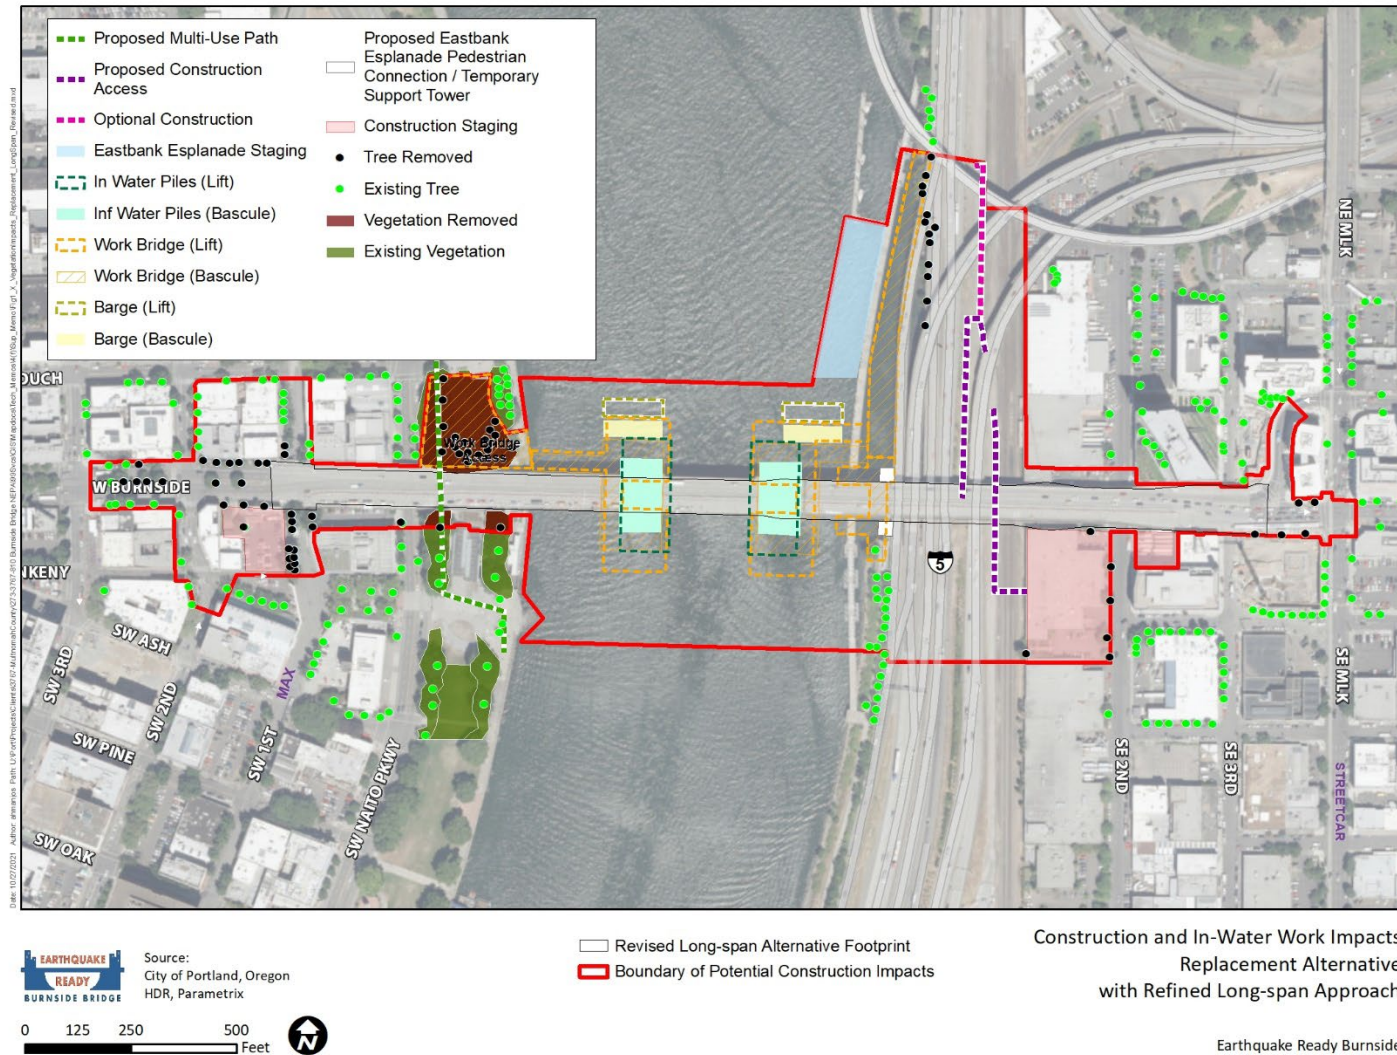 Proposed Multi-Use Path
Proposed Construction
Access
Optional Construction
Eastbank Esplanade Staging
In Water Piles (Lift)
Inf Water Piles (Bascule)
Work Bridge (Lift)
Work Bridge (Bascule)
Barge (Lift)
Barge (Bascule)
Proposed Eastbank
Esplanade Pedestrian
Connection / Temporary
Support Tower
Construction Staging
Tree Removed
Existing Tree
Vegetation Removed
Existing Vegetation
NE MLK
OUCH
Work Bridge
Access
W BURNSIDE
5
NKENY
SW ASH
SW 3RD
SW 2ND
MAX
SW 1ST
SW PINE
SW NAITO PKWY
SW OAK
SE 2ND
SE 3RD
SE MLK
STREETCAR
EARTHQUAKE
READY
BURNSIDE BRIDGE
Source:
City of Portland, Oregon
HDR, Parametrix
0 125 250 500
Feet
N
Revised Long-span Alternative Footprint
Boundary of Potential Construction Impacts
Construction and In-Water Work Impacts
Replacement Alternative
with Refined Long-span Approach
Earthquake Ready Burnside